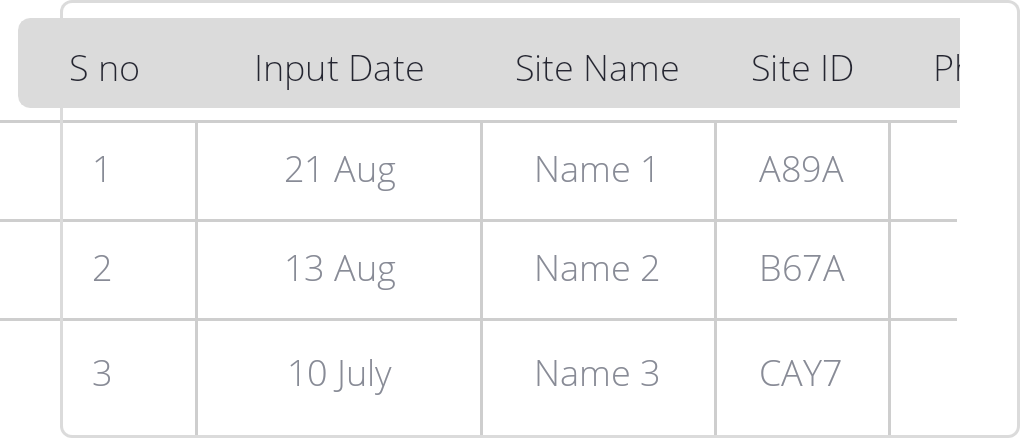 S no Input Date Site Name Site ID
1 21 Aug Name 1 A89A
2 13 Aug Name 2 B67A
3 10 July Name 3 CAY7